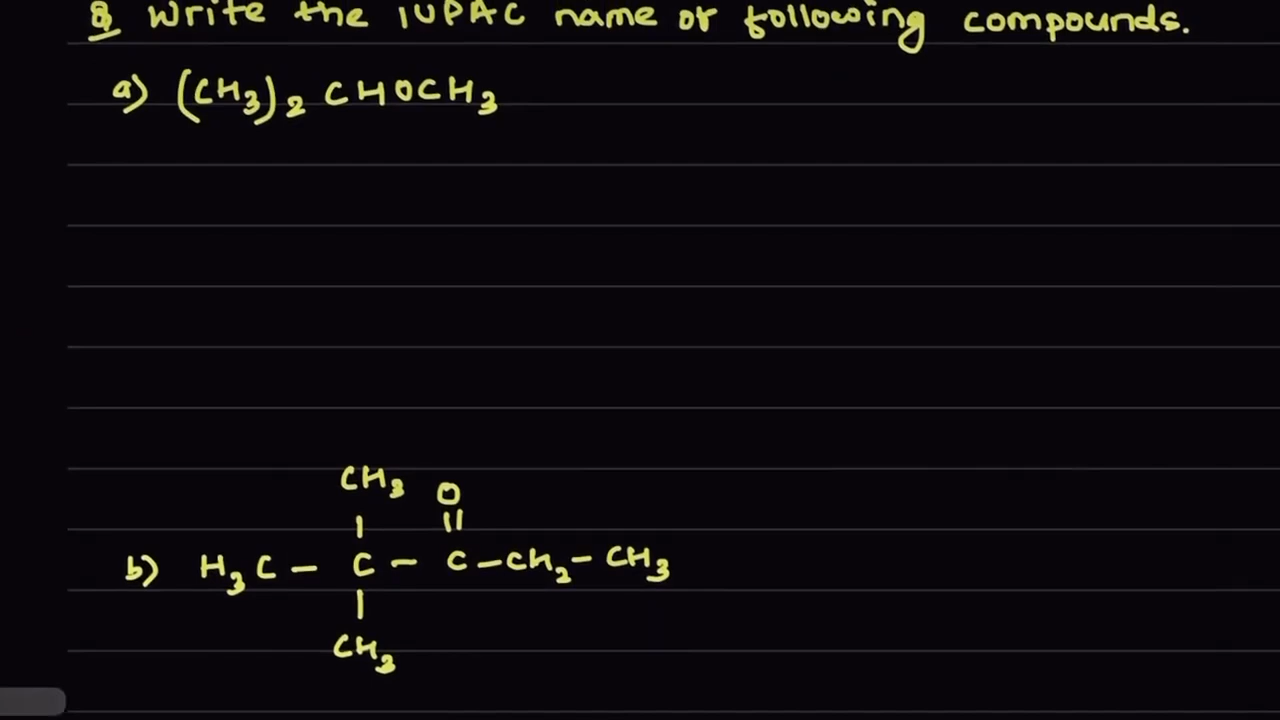 Q Write the IUPAC name of following compounds.
a) (CH3)2 CHOCH3
CH3 O
| ||
b) H3C - C - C - CH2 - CH3
|
CH3